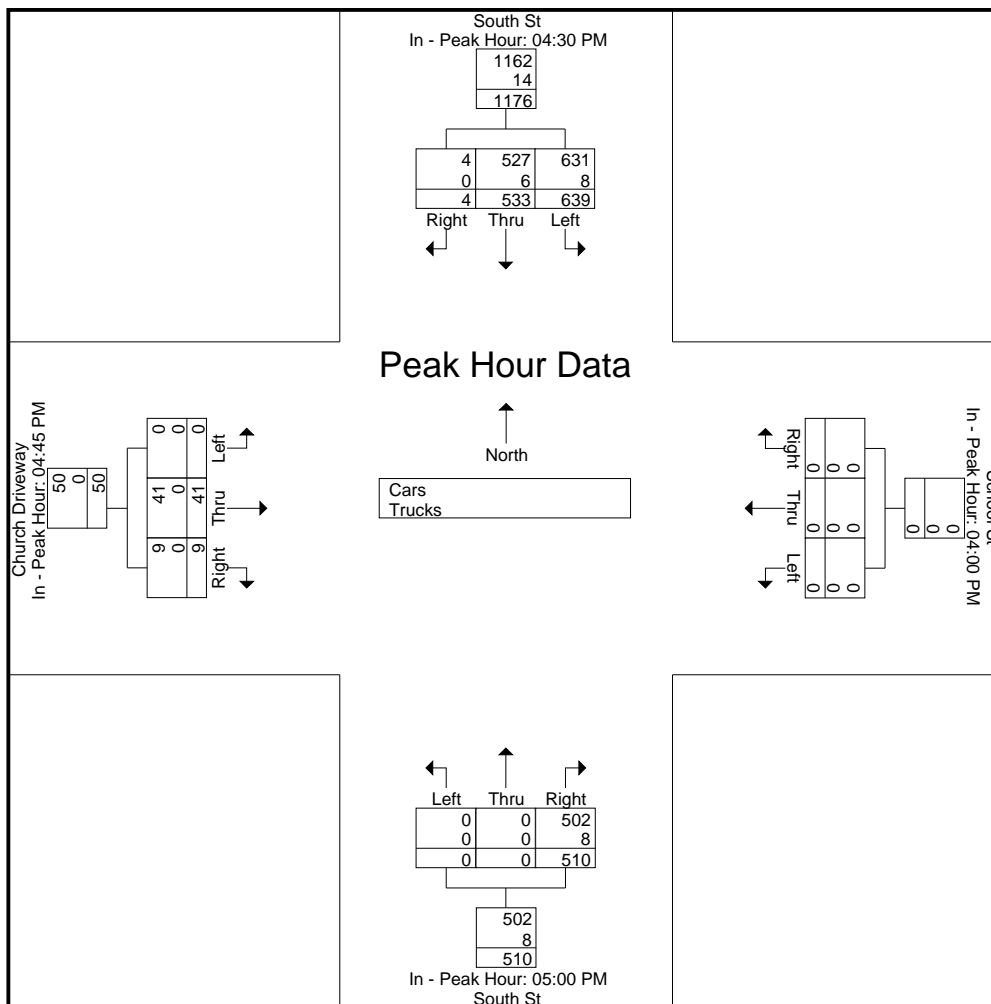 South St
In - Peak Hour: 04:30 PM
1162
14
1176
4 527 631
0 6 8
4 533 639
Right Thru Left
Peak Hour Data
North
Cars
Trucks
Church Driveway
In - Peak Hour: 04:45 PM
50
0
50
0 0 0
Left
41 0 41
Thru
9 0 9
Right
In - Peak Hour: 04:00 PM
0
0
0
Right
0 0 0
Thru
0 0 0
Left
0 0 0
Left Thru Right
0 0 502
0 0 8
0 0 510
502
8
510
In - Peak Hour: 05:00 PM
South St